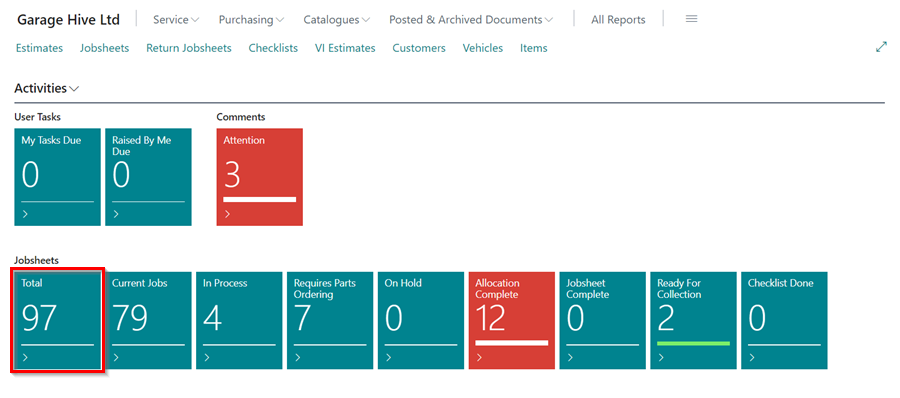 Garage Hive Ltd Service Purchasing Catalogues Posted & Archived Documents All Reports
Estimates Jobsheets Return Jobsheets Checklists VI Estimates Customers Vehicles Items
Activities
User Tasks
My Tasks Due
0
Raised By Me
Due
0
Comments
Attention
3
Jobsheets
Total
97
Current Jobs
79
In Process
4
Requires Parts
Ordering
7
On Hold
0
Allocation
Complete
12
Jobsheet
Complete
0
Ready For
Collection
2
Checklist Done
0